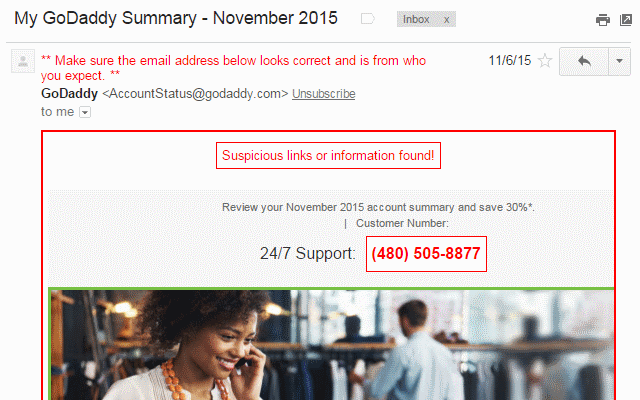 My GoDaddy Summary - November 2015
Inbox x
** Make sure the email address below looks correct and is from who
you expect. **
11/6/15
GoDaddy <AccountStatus@godaddy.com> Unsubscribe
to me
Suspicious links or information found!
Review your November 2015 account summary and save 30%*.
| Customer Number:
24/7 Support: (480) 505-8877